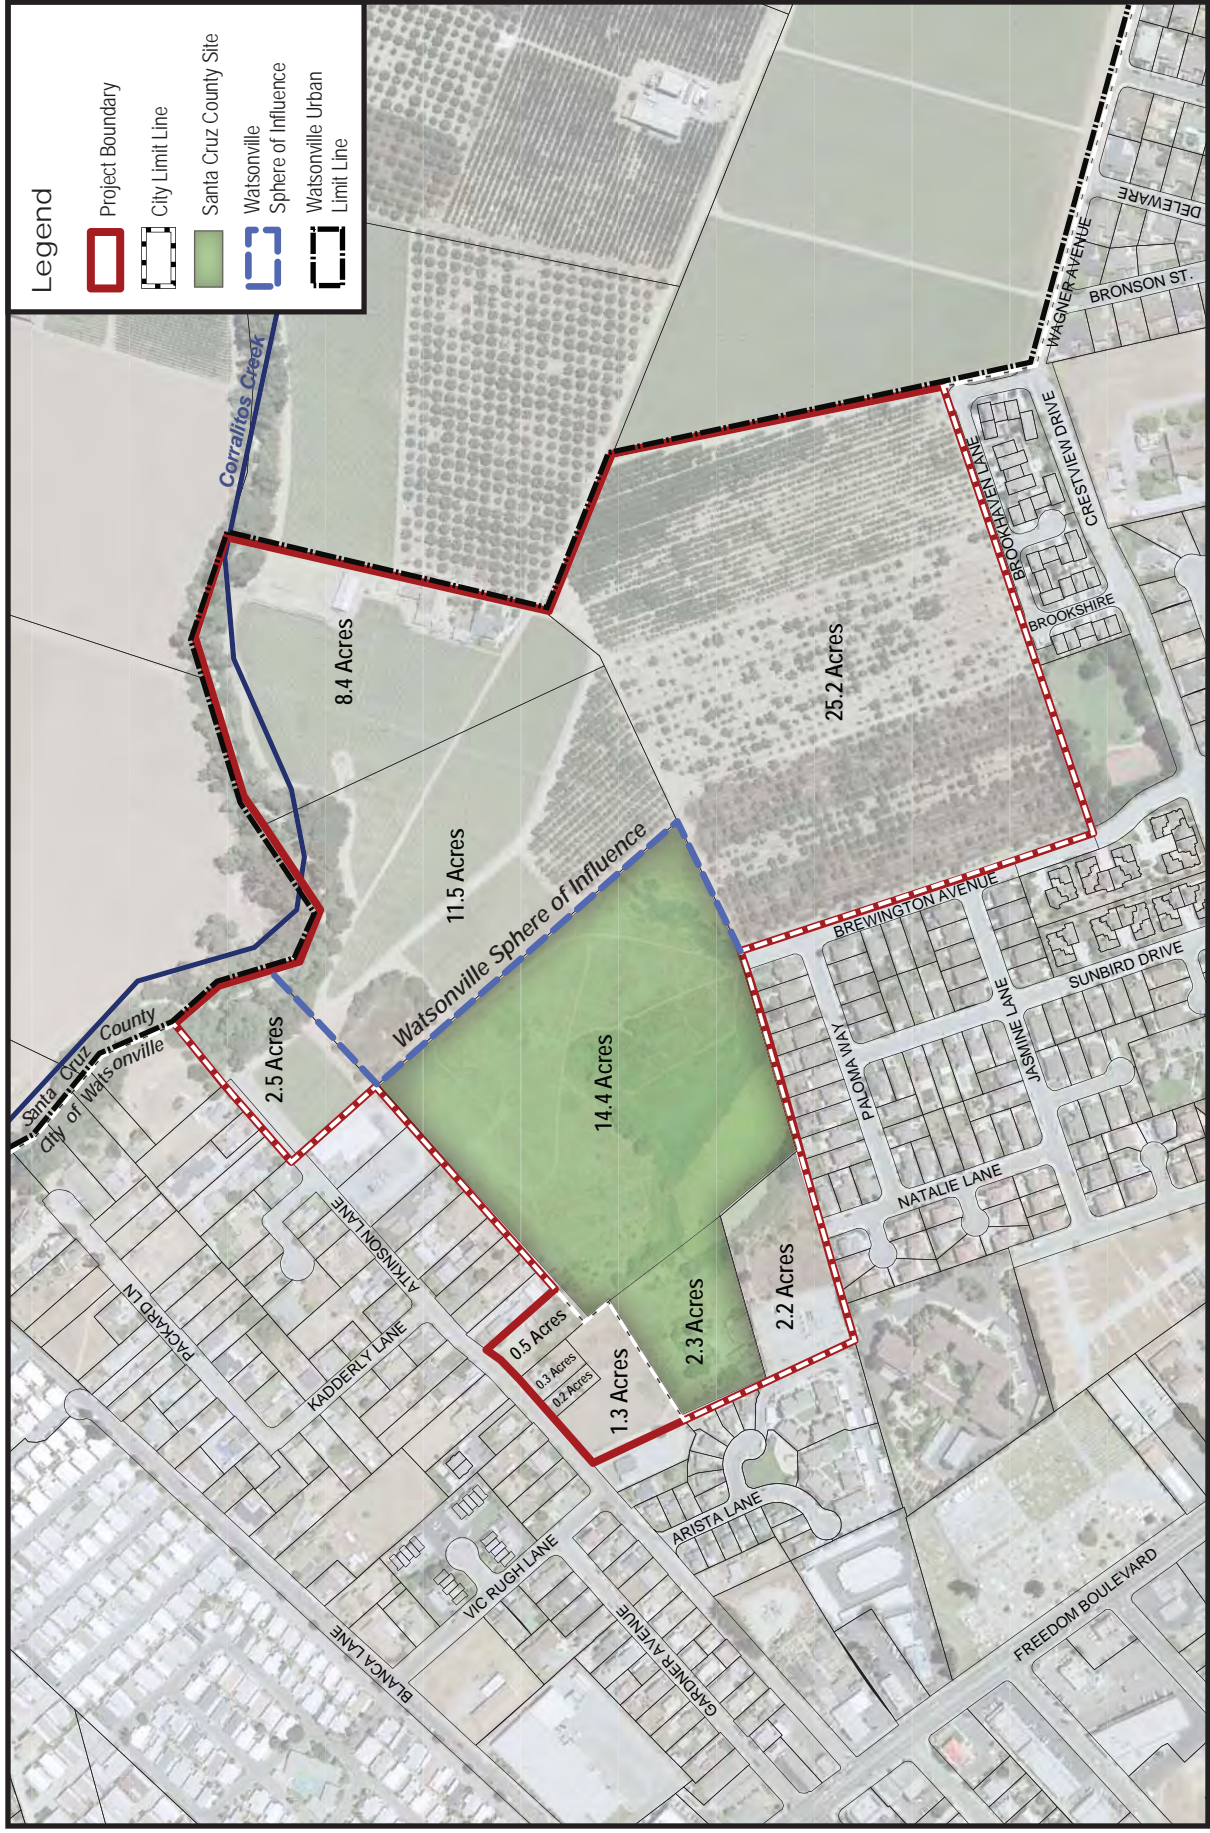 Legend
Project Boundary
City Limit Line
Santa Cruz County Site
Watsonville
Sphere of Influence
Watsonville Urban
Limit Line
Corralitos Creek
Santa Cruz County
City of Watsonville
8.4 Acres
11.5 Acres
2.5 Acres
25.2 Acres
Watsonville Sphere of Influence
14.4 Acres
0.5 Acres
0.3 Acres
0.2 Acres
1.3 Acres
2.3 Acres
2.2 Acres
PACKARD LN
KADDERLY LANE
ATKINSON LANE
BLANCA LANE
VIC RUGH LANE
GARDNER AVENUE
ARISTA LANE
FREEDOM BOULEVARD
NATALIE LANE
PALOMA WAY
JASMINE LANE
SUNBIRD DRIVE
BREWINGTON AVENUE
BROOKSHIRE
BROOKHAVEN LANE
CRESTVIEW DRIVE
WAGNER AVENUE
BRONSON ST.
DELEWARE